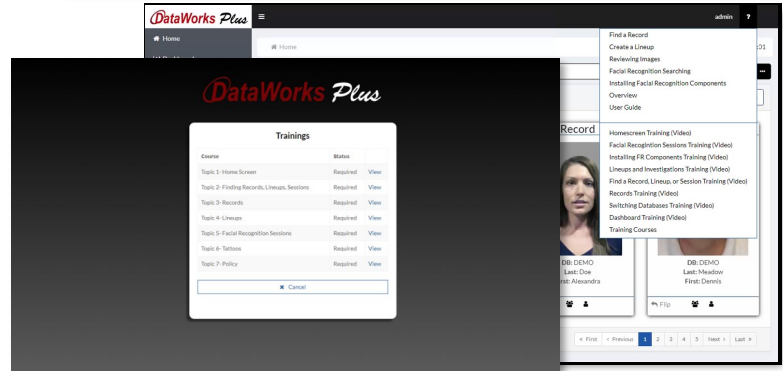 DataWorks Plus
admin ?
Home
Home
Find a Record
Create a Lineup
Reviewing Images
Facial Recognition Searching
Installing Facial Recognition Components
Overview
User Guide
Homescreen Training (Video)
Facial Recognition Sessions Training (Video)
Installing FR Components Training (Video)
Lineups and Investigations Training (Video)
Find a Record, Lineup, or Session Training (Video)
Records Training (Video)
Switching Databases Training (Video)
Dashboard Training (Video)
Training Courses
Record
DB: DEMO
Last: Doe
Alexandra
DB: DEMO
Last: Meadow
First: Dennis
Flip
« First ‹ Previous 1 2 3 4 5 Next › Last »
DataWorks Plus
Trainings
Course Status
Topic 1- Home Screen Required View
Topic 2- Finding Records, Lineups, Sessions Required View
Topic 3- Records Required View
Topic 4- Lineups Required View
Topic 5- Facial Recognition Sessions Required View
Topic 6- Tattoos Required View
Topic 7- Policy Required View
✖ Cancel